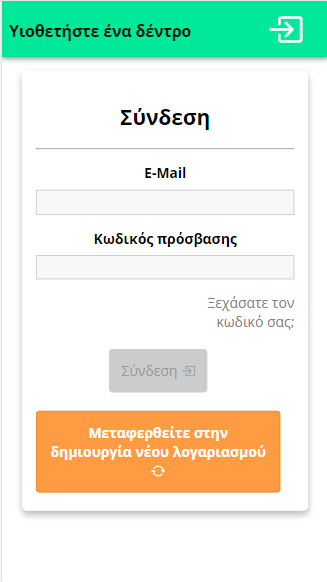 Υιοθετήστε ένα δέντρο
Σύνδεση
E-Mail
Κωδικός πρόσβασης
Ξεχάσατε τον
κωδικό σας;
Σύνδεση
Μεταφερθείτε στην
δημιουργία νέου λογαριασμού